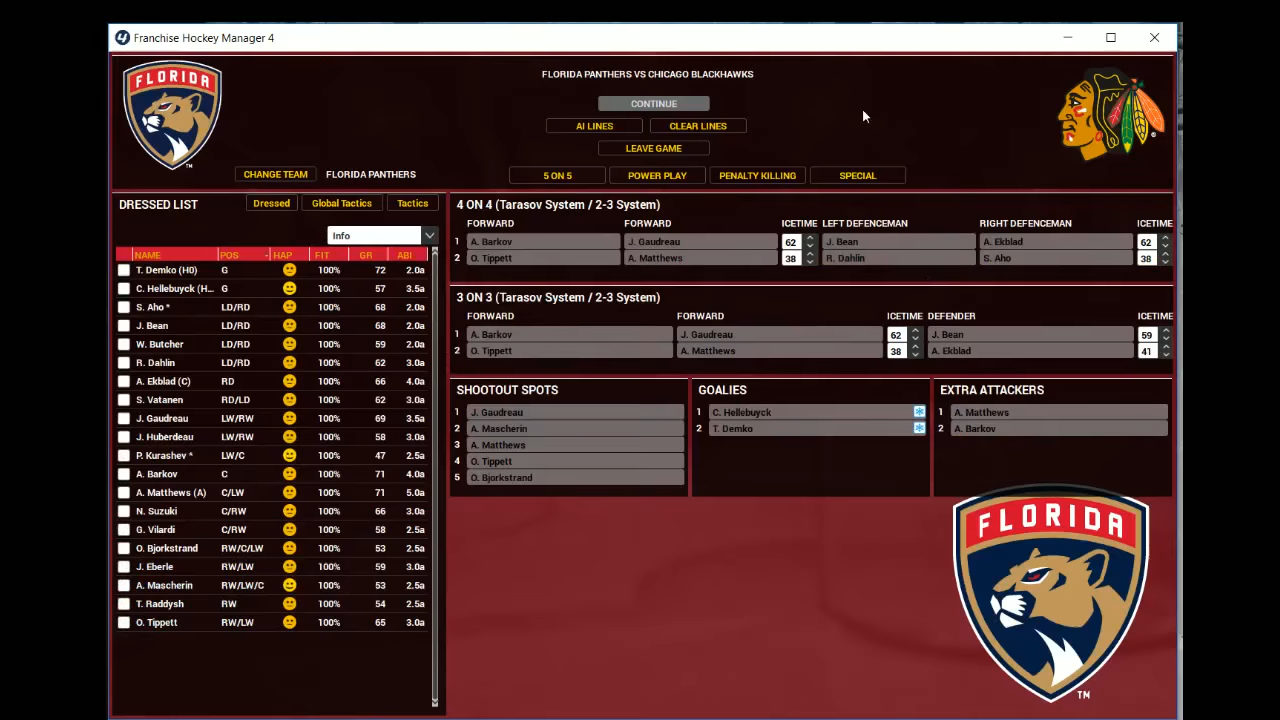 4 Franchise Hockey Manager 4
FLORIDA
TM
FLORIDA PANTHERS VS CHICAGO BLACKHAWKS
CONTINUE
AI LINES CLEAR LINES
LEAVE GAME
CHANGE TEAM FLORIDA PANTHERS
5 ON 5 POWER PLAY PENALTY KILLING SPECIAL
DRESSED LIST Dressed Global Tactics Tactics
Info
NAME POS HAP FIT GR ABI
T. Demko (H0) G 100% 72 2.0a
C. Hellebuyck (H... G 100% 57 3.5a
S. Aho * LD/RD 100% 68 2.0a
J. Bean LD/RD 100% 68 2.0a
W. Butcher LD/RD 100% 59 2.0a
R. Dahlin LD/RD 100% 62 3.0a
A. Ekblad (C) RD 100% 66 4.0a
S. Vatanen RD/LD 100% 62 3.0a
J. Gaudreau LW/RW 100% 69 3.5a
J. Huberdeau LW/RW 100% 58 3.0a
P. Kurashev * LW/C 100% 47 2.5a
A. Barkov C 100% 71 4.0a
A. Matthews (A) C/LW 100% 71 5.0a
N. Suzuki C/RW 100% 66 3.0a
G. Vilardi C/RW 100% 58 2.5a
O. Bjorkstrand RW/C/LW 100% 53 2.5a
J. Eberle RW/LW 100% 59 3.0a
A. Mascherin RW/LW/C 100% 53 2.5a
T. Raddysh RW 100% 54 2.5a
O. Tippett RW/LW 100% 65 3.0a
4 ON 4 (Tarasov System / 2-3 System)
FORWARD FORWARD ICETIME LEFT DEFENCEMAN RIGHT DEFENCEMAN ICETIME
1 A. Barkov J. Gaudreau 62 J. Bean A. Ekblad 62
2 O. Tippett A. Matthews 38 R. Dahlin S. Aho 38
3 ON 3 (Tarasov System / 2-3 System)
FORWARD FORWARD ICETIME DEFENDER ICETIME
1 A. Barkov J. Gaudreau 62 J. Bean 59
2 O. Tippett A. Matthews 38 A. Ekblad 41
SHOOTOUT SPOTS
1 J. Gaudreau
2 A. Mascherin
3 A. Matthews
4 O. Tippett
5 O. Bjorkstrand
GOALIES
1 C. Hellebuyck
2 T. Demko
EXTRA ATTACKERS
1 A. Matthews
2 A. Barkov
FLORIDA
TM